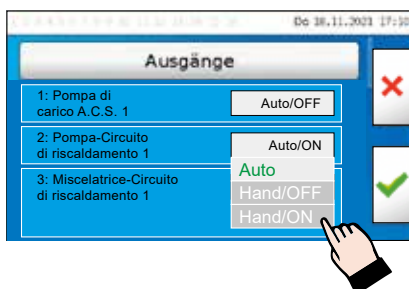 Do 18.11.2021 17:10
Ausgänge
1: Pompa di
carico A.C.S. 1
Auto/OFF
2: Pompa-Circuito
di riscaldamento 1
Auto/ON
Auto
3: Miscelatrice-Circuito
di riscaldamento 1
Hand/OFF
Hand/ON